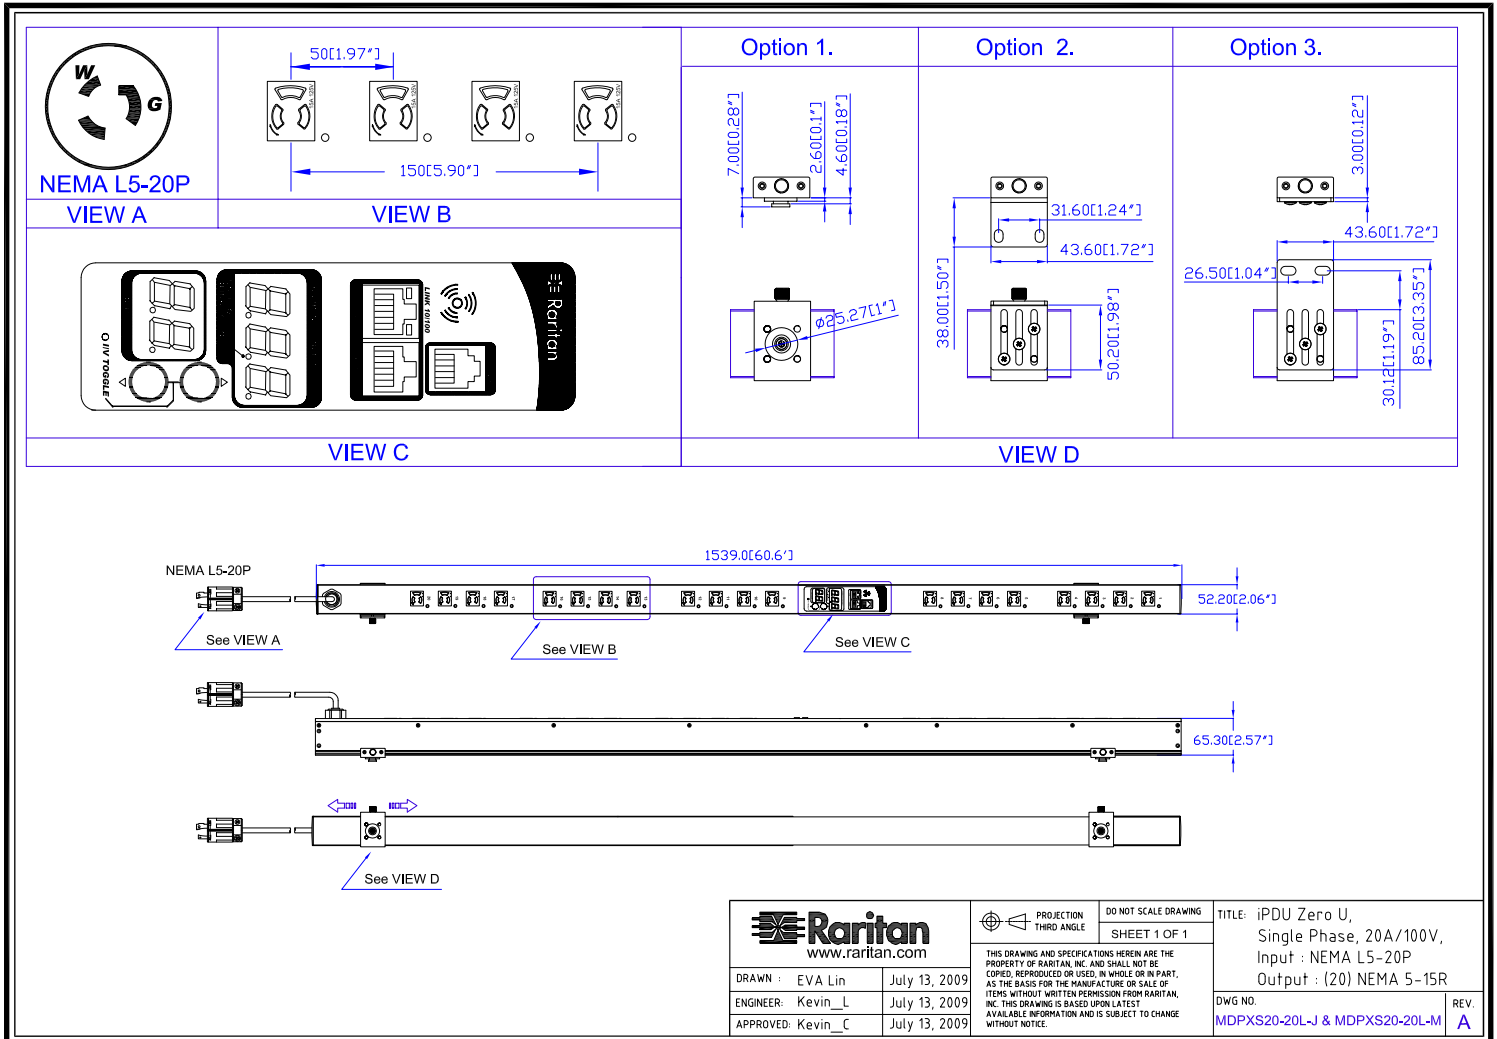 W
G
NEMA L5-20P
VIEW A
50[1.97"]
15A 125V
15A 125V
15A 125V
15A 125V
150[5.90"]
VIEW B
I/V TOGGLE
LINK 10/100
Raritan
VIEW C
Option 1.
7.00[0.28"]
2.60[0.1"]
4.60[0.18"]
ø25.27[1"]
Option 2.
31.60[1.24"]
43.60[1.72"]
38.00[1.50"]
50.20[1.98"]
Option 3.
3.00[0.12"]
43.60[1.72"]
26.50[1.04"]
30.12[1.19"]
85.20[3.35"]
VIEW D
1539.0[60.6']
NEMA L5-20P
52.20[2.06"]
See VIEW A
See VIEW B
See VIEW C
65.30[2.57"]
See VIEW D
Raritan
www.raritan.com
DRAWN : EVA Lin July 13, 2009
ENGINEER: Kevin_L July 13, 2009
APPROVED: Kevin_C July 13, 2009
PROJECTION
THIRD ANGLE
DO NOT SCALE DRAWING
SHEET 1 OF 1
THIS DRAWING AND SPECIFICATIONS HEREIN ARE THE
PROPERTY OF RARITAN, INC. AND SHALL NOT BE
COPIED, REPRODUCED OR USED, IN WHOLE OR IN PART,
AS THE BASIS FOR THE MANUFACTURE OR SALE OF
ITEMS WITHOUT WRITTEN PERMISSION FROM RARITAN,
INC. THIS DRAWING IS BASED UPON LATEST
AVAILABLE INFORMATION AND IS SUBJECT TO CHANGE
WITHOUT NOTICE.
TITLE: iPDU Zero U,
Single Phase, 20A/100V,
Input : NEMA L5-20P
Output : (20) NEMA 5-15R
DWG NO.
MDPXS20-20L-J & MDPXS20-20L-M
REV.
A